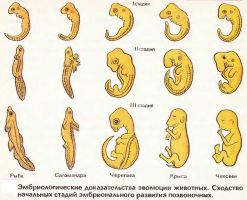 I стадия
II стадия
III стадия
Рыба Саламандра Черепаха Крыса Человек
Эмбриологические доказательства эволюции животных. Сходство
начальных стадий эмбрионального развития позвоночных.